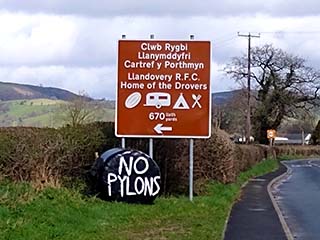 Clwb Rygbi
Llanymddyfri
Cartref y Porthmyn
Llandovery R.F.C.
Home of the Drovers
670 llath yards
NO
PYLONS